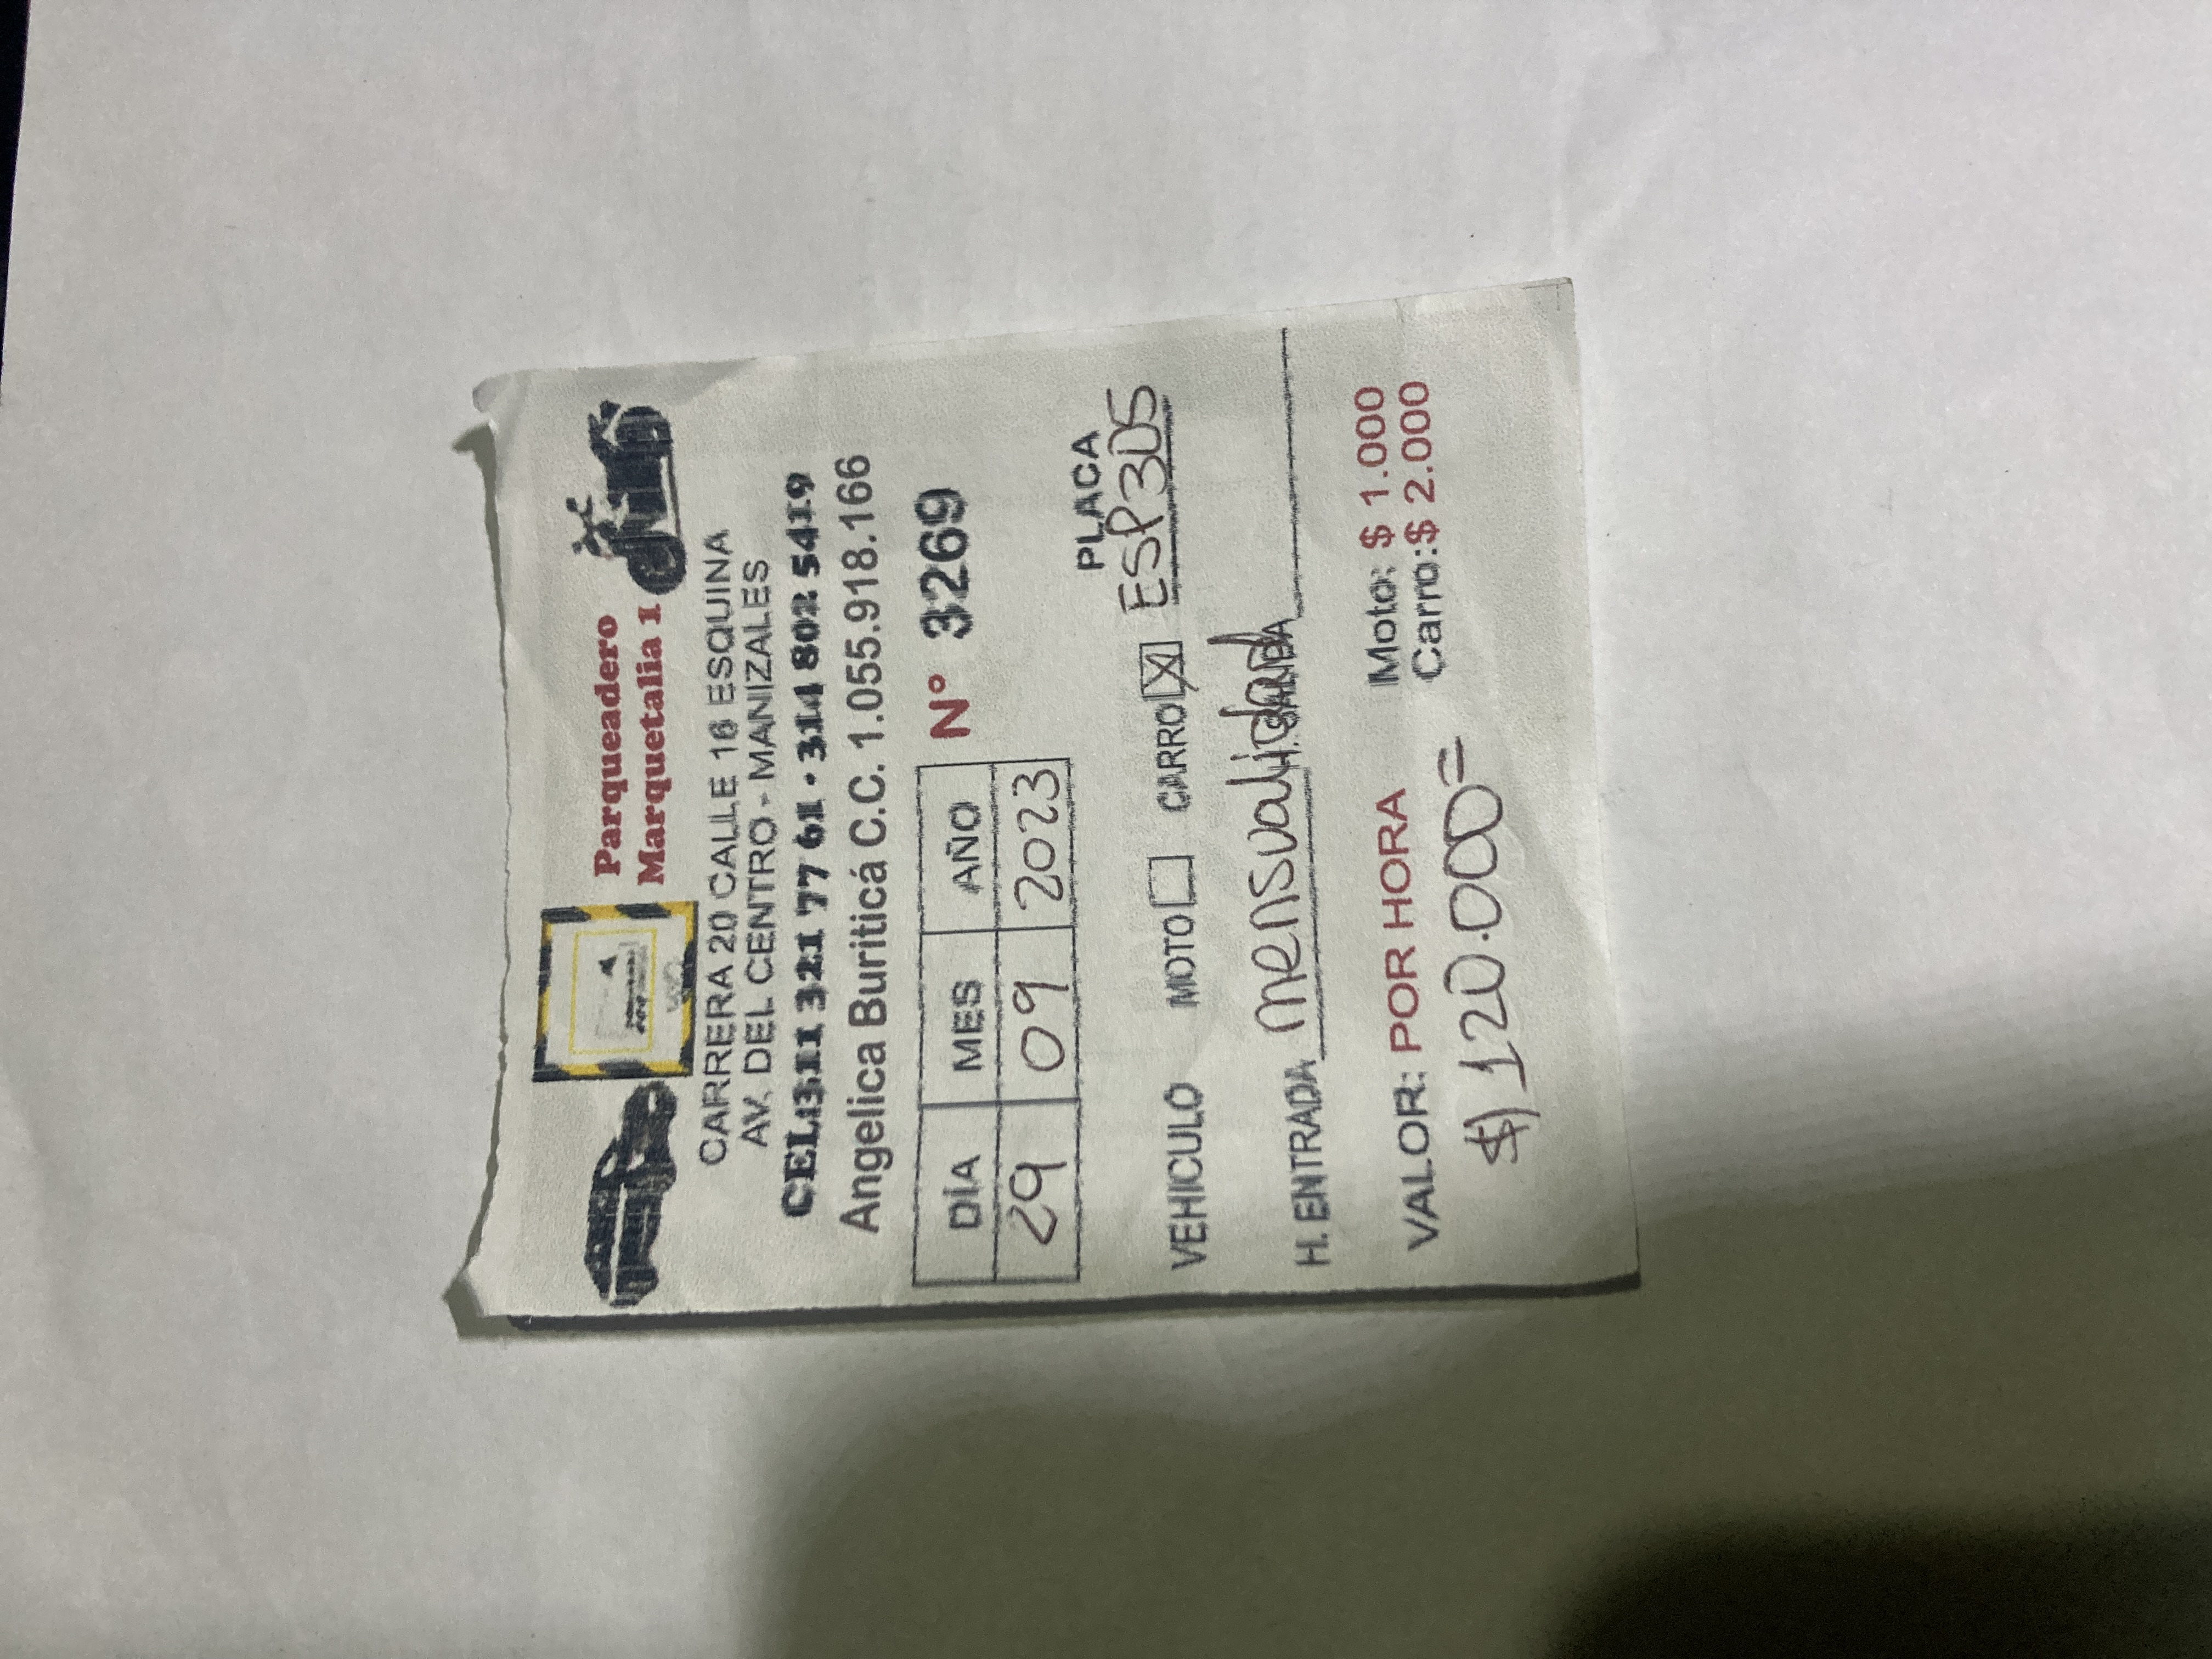 Parqueadero
Marquetalia 1
CARRERA 20 CALLE 16 ESQUINA
AV. DEL CENTRO - MANIZALES
CEL: 311 321 77 61 - 314 802 5419
Angelica Buriticá C.C. 1.055.918.166
DÍA MES AÑO N° 3269
29 09 2023
PLACA
VEHICULO MOTO CARRO X ESP305
H. ENTRADA mensualidad H. SALIDA
VALOR: POR HORA Moto: $ 1.000
Carro: $ 2.000
$ 120.000=